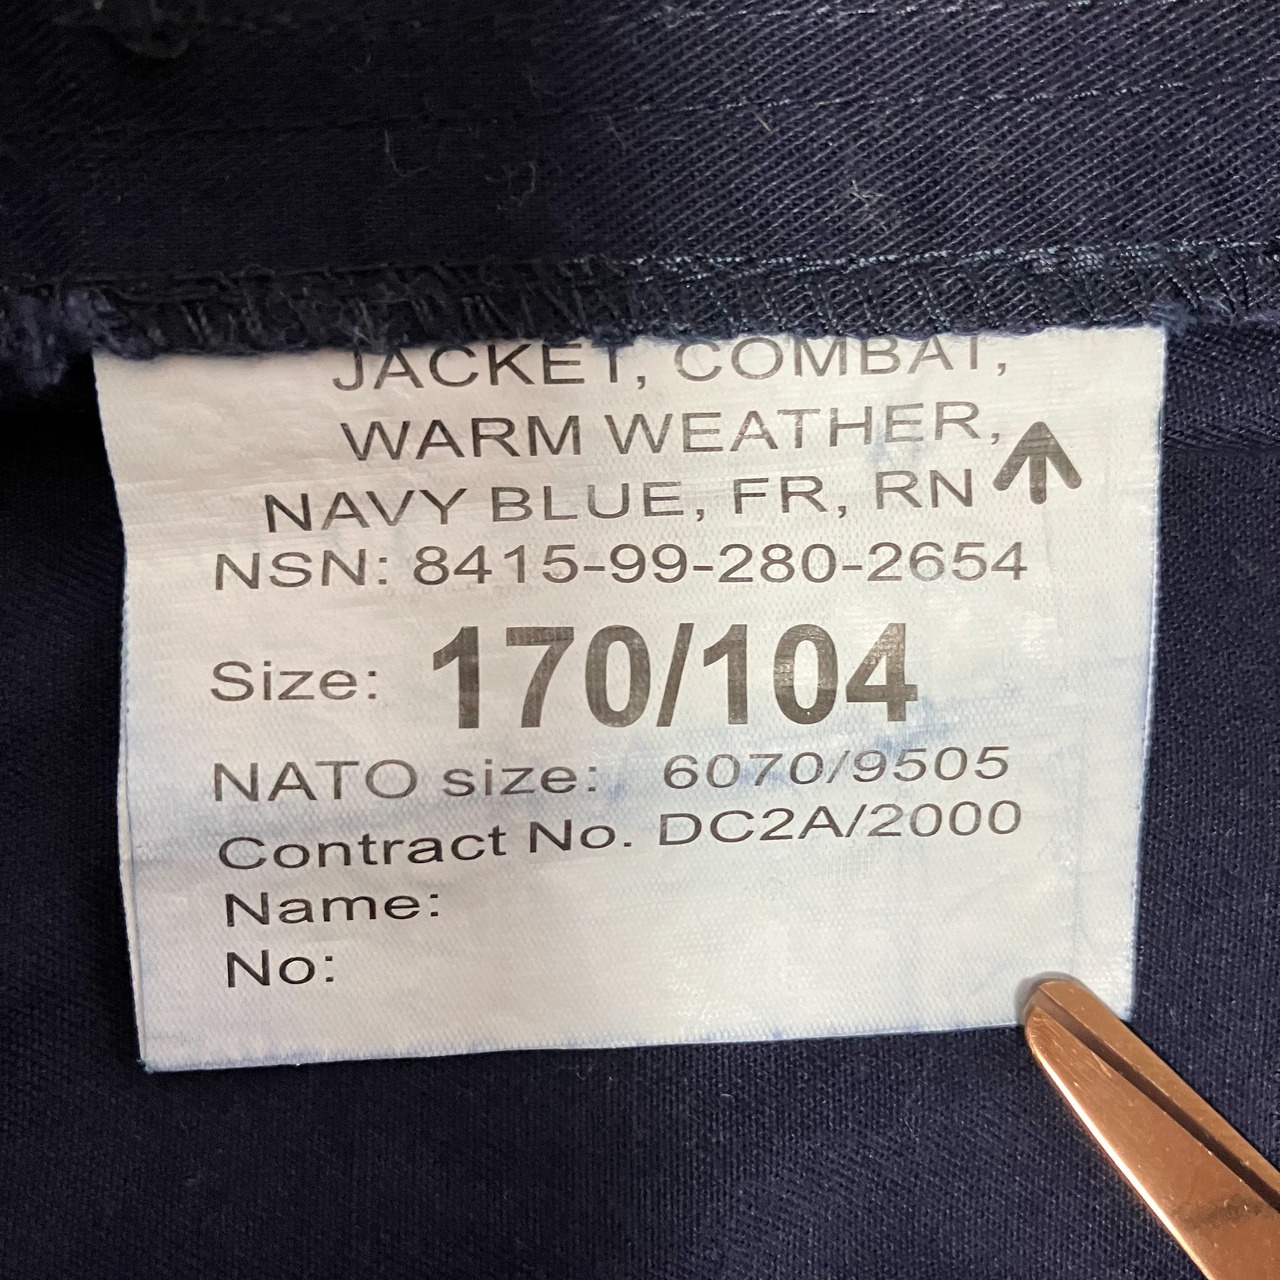 JACKET, COMBAT,
WARM WEATHER,
NAVY BLUE, FR, RN
NSN: 8415-99-280-2654
Size: 170/104
NATO size: 6070/9505
Contract No. DC2A/2000
Name:
No: